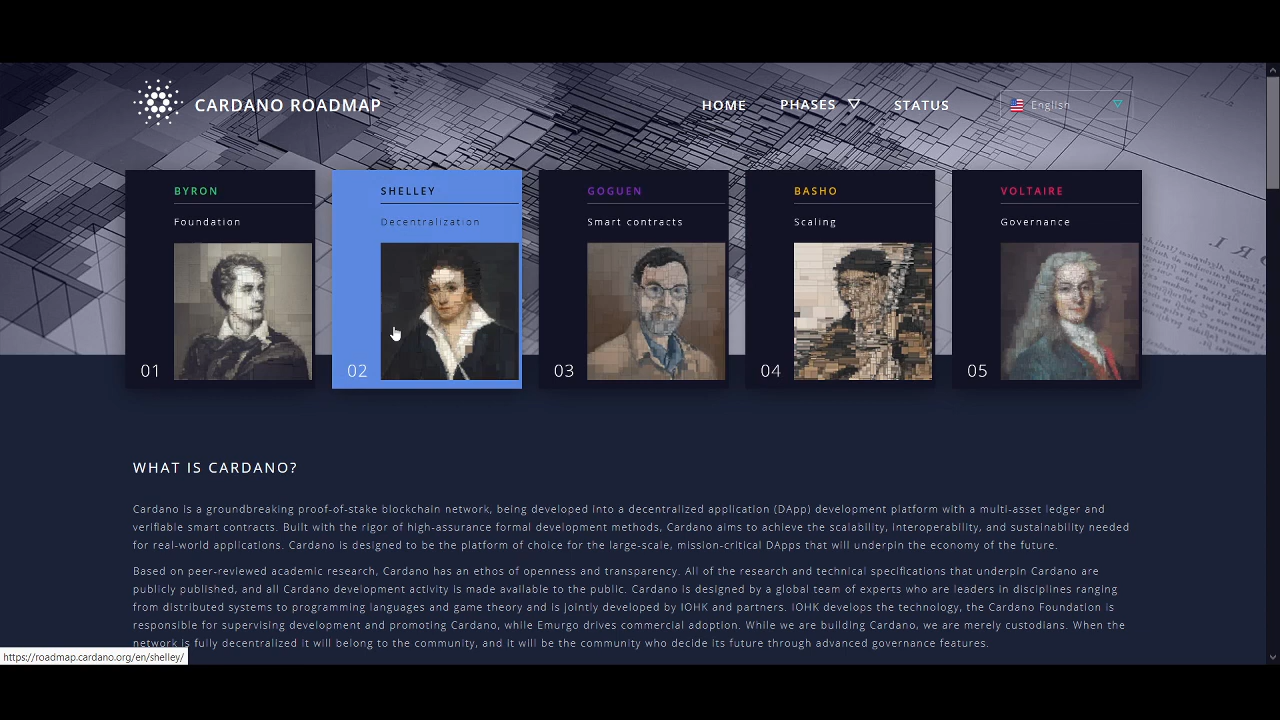 CARDANO ROADMAP
HOME
PHASES
STATUS
English
BYRON
Foundation
01
SHELLEY
Decentralization
02
GOGUEN
Smart contracts
03
BASHO
Scaling
04
VOLTAIRE
Governance
05
WHAT IS CARDANO?
Cardano is a groundbreaking proof-of-stake blockchain network, being developed into a decentralized application (DApp) development platform with a multi-asset ledger and
verifiable smart contracts. Built with the rigor of high-assurance formal development methods, Cardano aims to achieve the scalability, interoperability, and sustainability needed
for real-world applications. Cardano is designed to be the platform of choice for the large-scale, mission-critical DApps that will underpin the economy of the future.
Based on peer-reviewed academic research, Cardano has an ethos of openness and transparency. All of the research and technical specifications that underpin Cardano are
publicly published, and all Cardano development activity is made available to the public. Cardano is designed by a global team of experts who are leaders in disciplines ranging
from distributed systems to programming languages and game theory and is jointly developed by IOHK and partners. IOHK develops the technology, the Cardano Foundation is
responsible for supervising development and promoting Cardano, while Emurgo drives commercial adoption. While we are building Cardano, we are merely custodians. When the
network is fully decentralized it will belong to the community, and it will be the community who decide its future through advanced governance features.
https://roadmap.cardano.org/en/shelley/